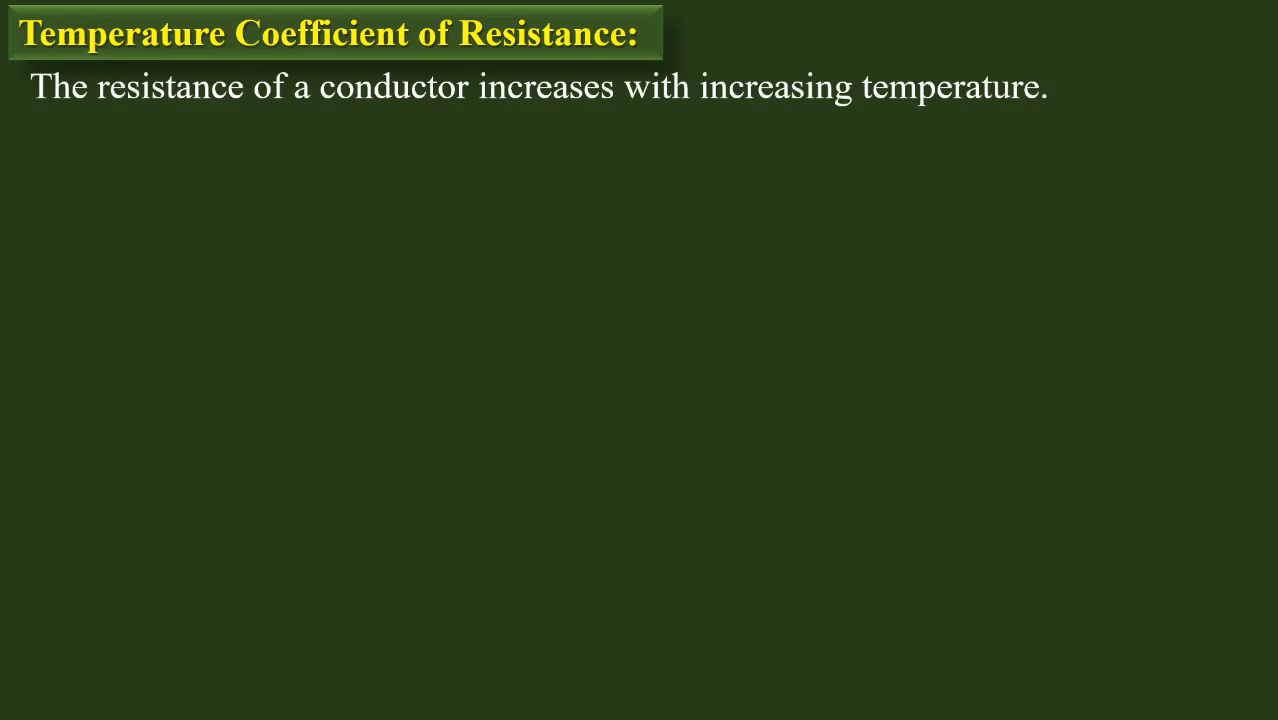 Temperature Coefficient of Resistance:
The resistance of a conductor increases with increasing temperature.